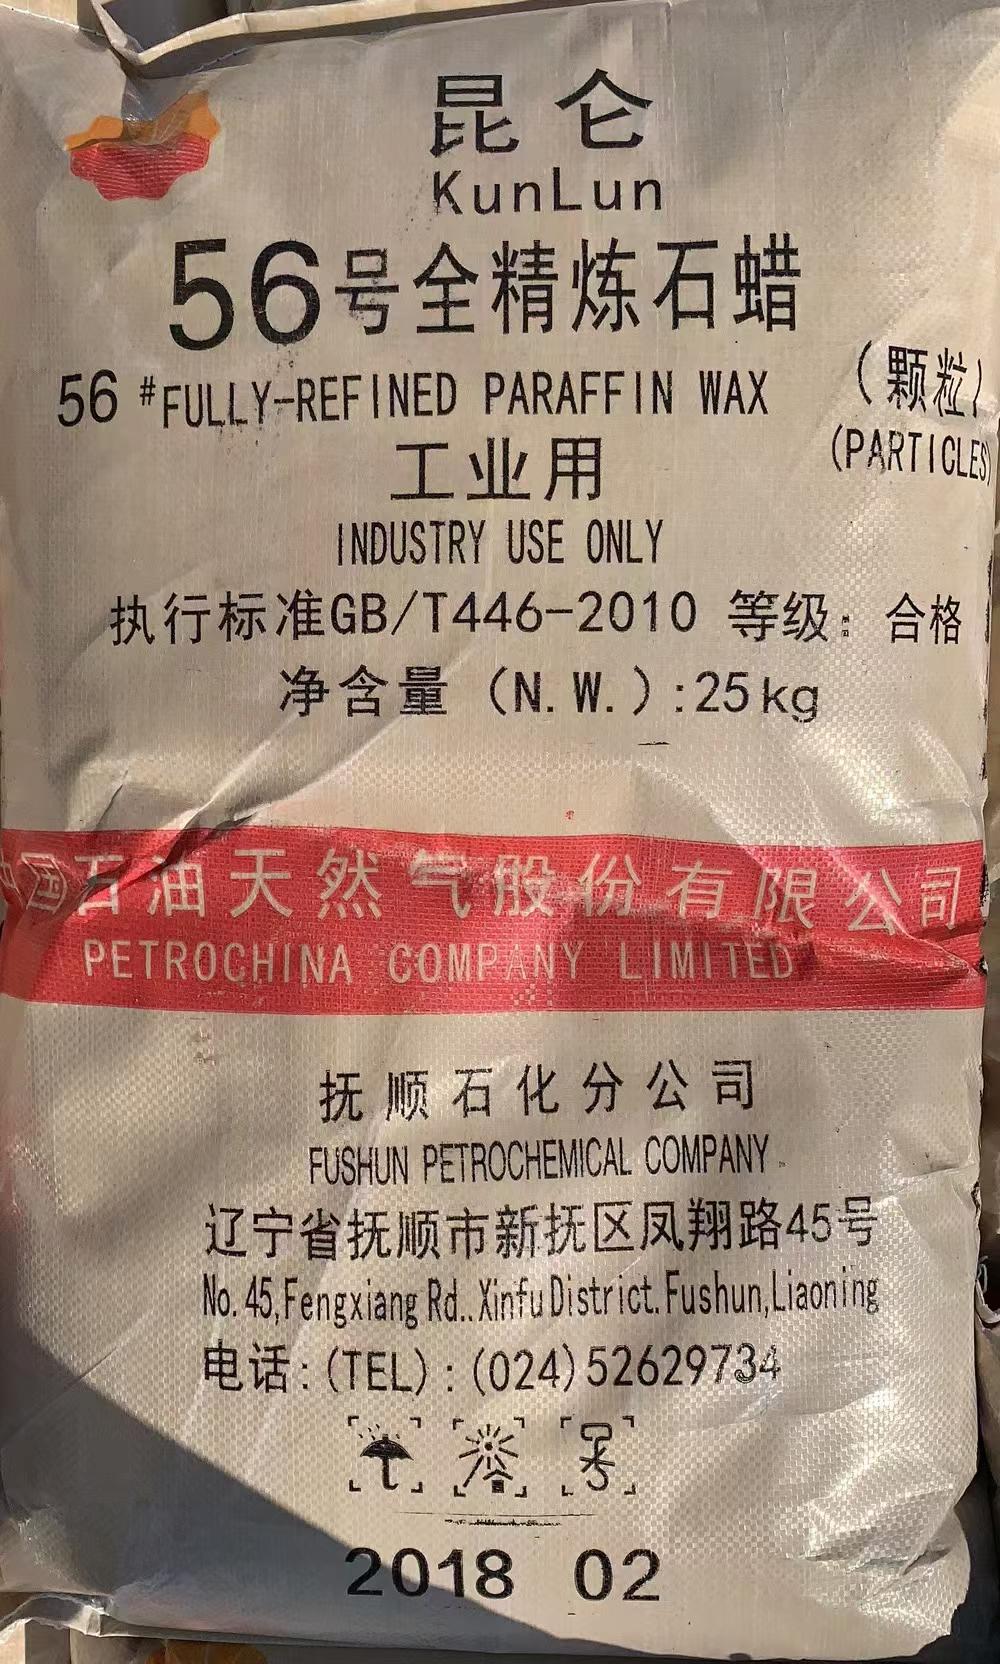 昆仑
KunLun
56号全精炼石蜡
(颗粒)
56 #FULLY-REFINED PARAFFIN WAX
(PARTICLES)
工业用
INDUSTRY USE ONLY
执行标准GB/T446-2010 等级: 合格
净含量 (N.W.):25kg
中国石油天然气股份有限公司
PETROCHINA COMPANY LIMITED
抚顺石化分公司
FUSHUN PETROCHEMICAL COMPANY
辽宁省抚顺市新抚区凤翔路45号
No.45,Fengxiang Rd..Xinfu District.Fushun,Liaoning
电话:(TEL):(024)52629734
2018 02